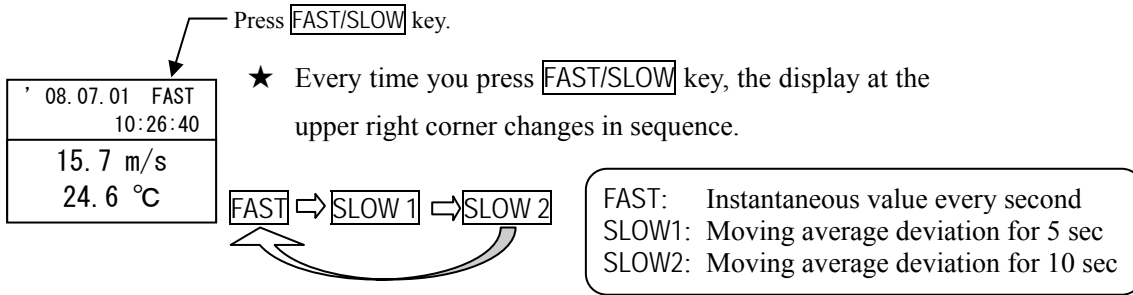 Press FAST/SLOW key.
★ Every time you press FAST/SLOW key, the display at the
upper right corner changes in sequence.
' 08.07.01 FAST
10:26:40
15.7 m/s
24.6 ℃
FAST ⇨ SLOW 1 ⇨ SLOW 2
FAST: Instantaneous value every second
SLOW1: Moving average deviation for 5 sec
SLOW2: Moving average deviation for 10 sec